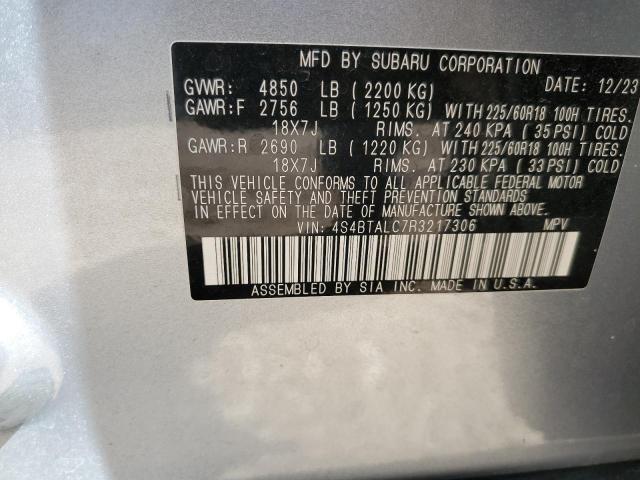 MFD BY SUBARU CORPORATION
GVWR: 4850 LB ( 2200 KG) DATE: 12/23
GAWR:F 2756 LB ( 1250 KG) WITH 225/60R18 100H TIRES.
18X7J RIMS. AT 240 KPA ( 35 PSI) COLD
GAWR:R 2690 LB ( 1220 KG) WITH 225/60R18 100H TIRES.
18X7J RIMS. AT 230 KPA ( 33 PSI) COLD
THIS VEHICLE CONFORMS TO ALL APPLICABLE FEDERAL MOTOR
VEHICLE SAFETY AND THEFT PREVENTION STANDARDS
IN EFFECT ON THE DATE OF MANUFACTURE SHOWN ABOVE.
VIN: 4S4BTALC7R3217306 MPV
ASSEMBLED BY SIA INC. MADE IN U.S.A.